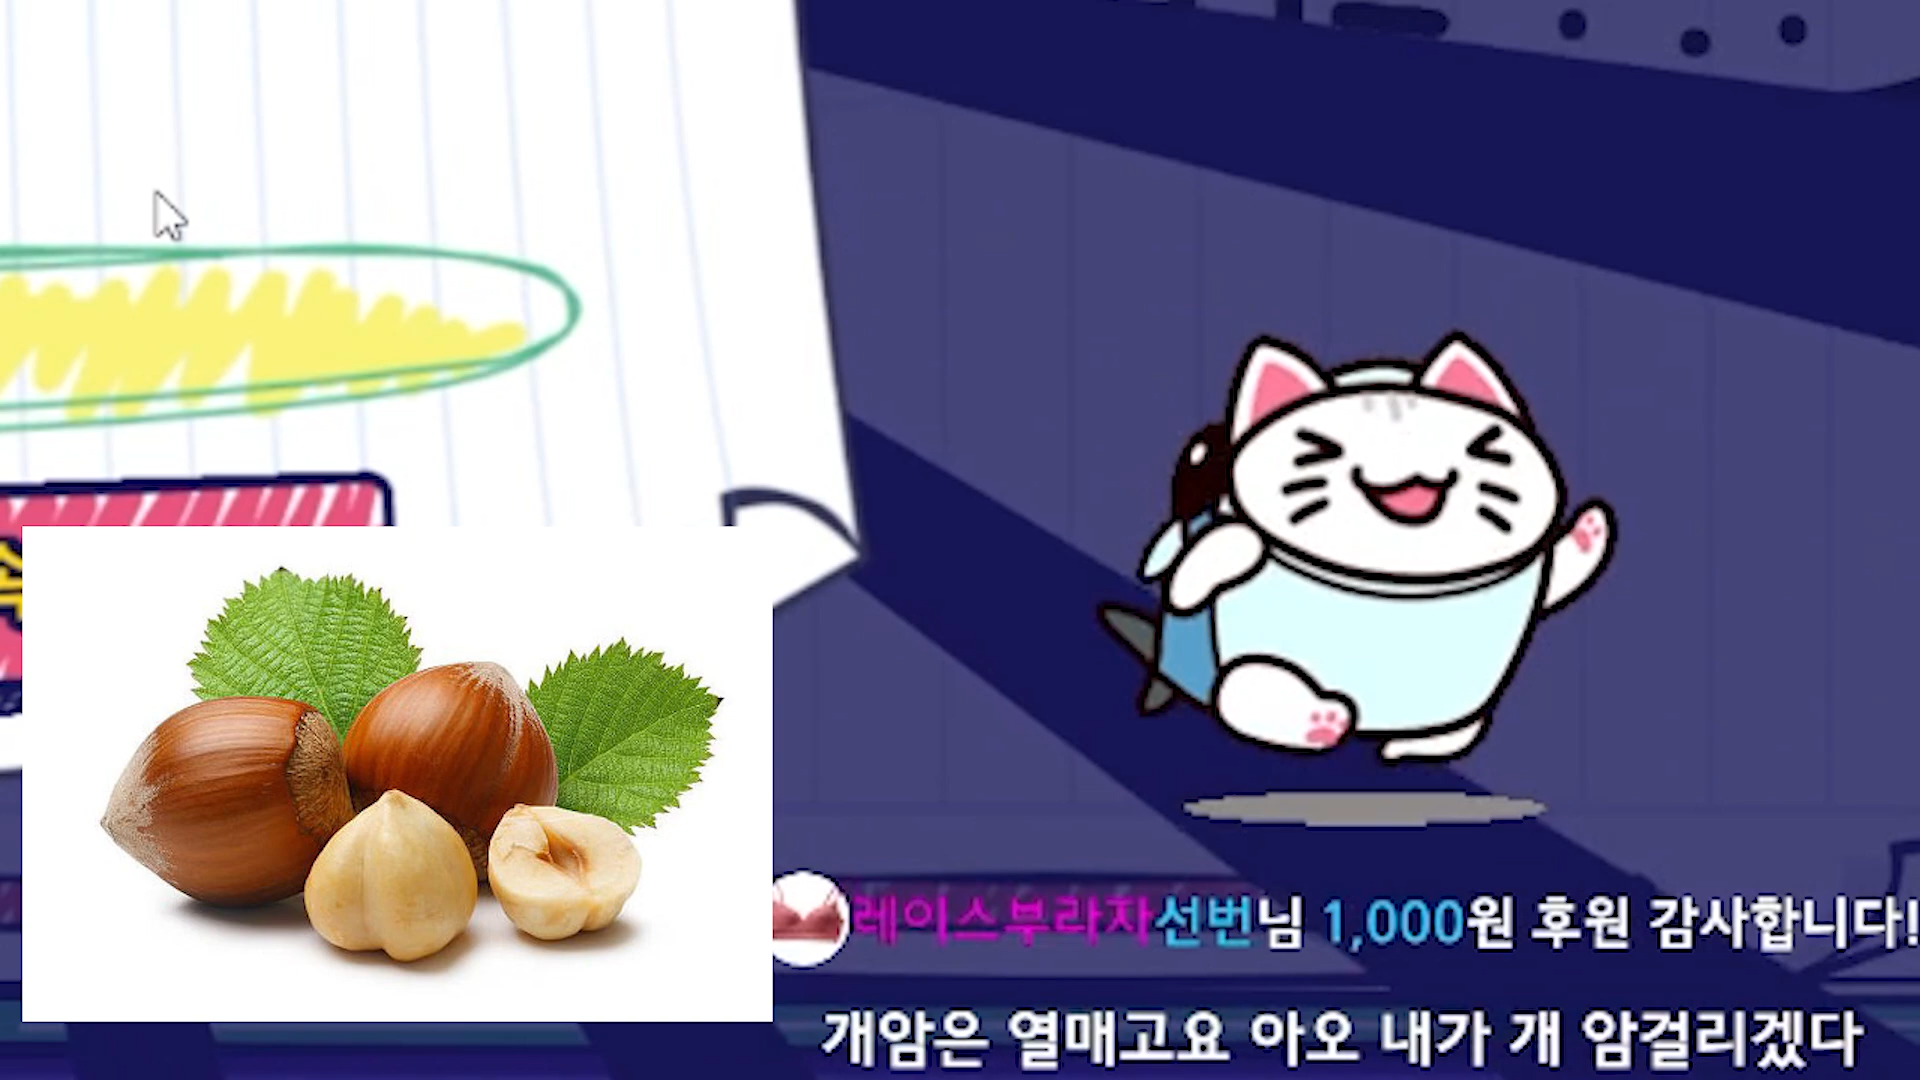 레이스부라자선번님 1,000원 후원 감사합니다!
개암은 열매고요 아오 내가 개 암걸리겠다